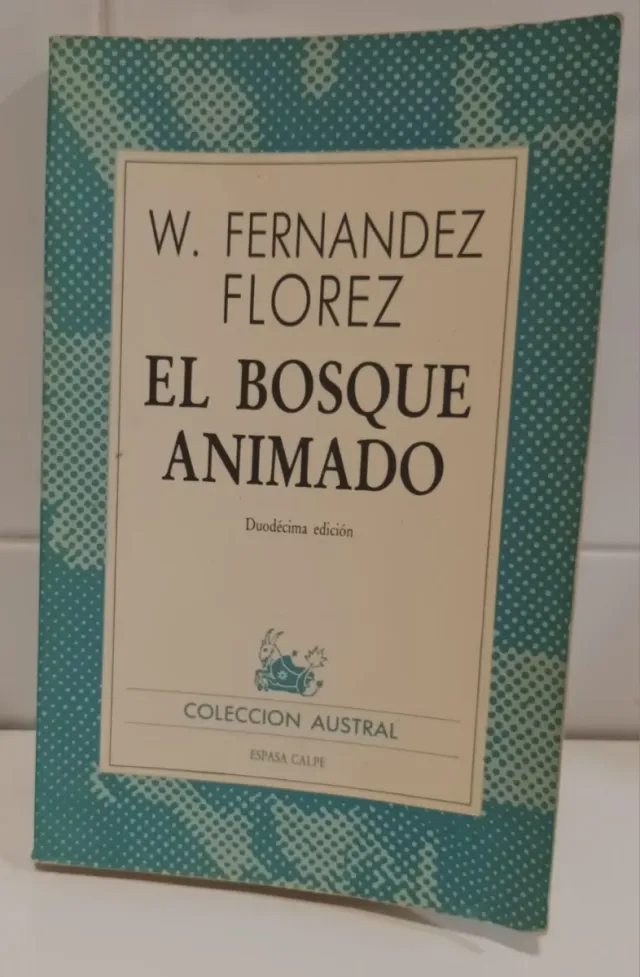 W. FERNANDEZ
FLOREZ
EL BOSQUE
ANIMADO
Duodécima edición
COLECCION AUSTRAL
ESPASA CALPE